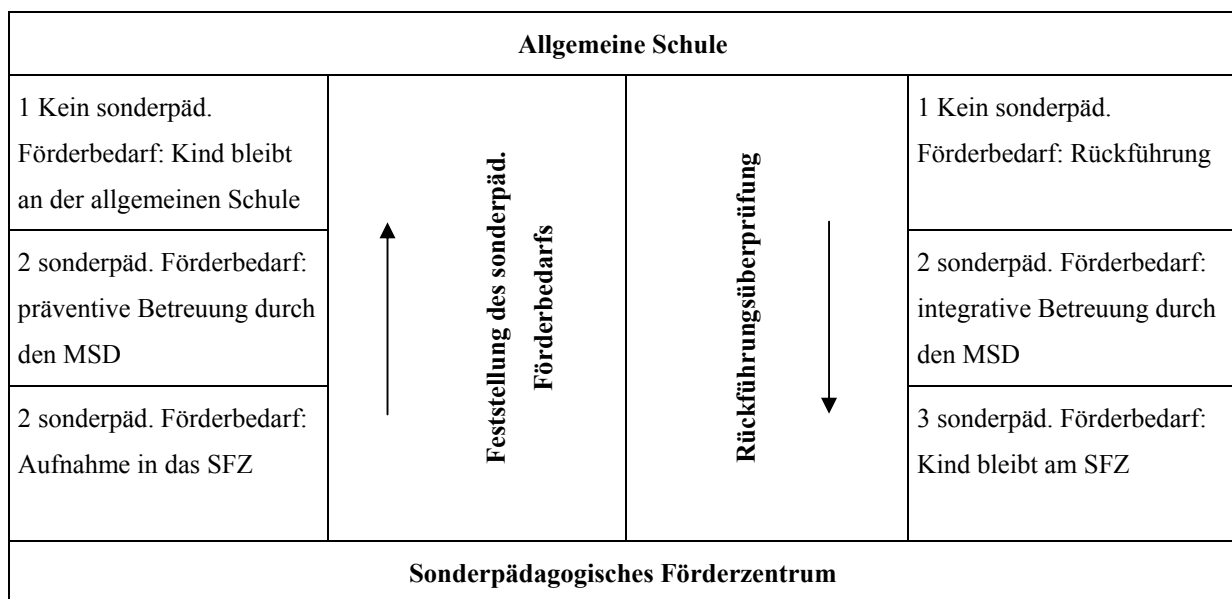 Allgemeine Schule
1 Kein sonderpäd.
Förderbedarf: Kind bleibt
an der allgemeinen Schule
2 sonderpäd. Förderbedarf:
präventive Betreuung durch
den MSD
2 sonderpäd. Förderbedarf:
Aufnahme in das SFZ
Feststellung des sonderpäd.
Förderbedarfs
Rückführungsüberprüfung
1 Kein sonderpäd.
Förderbedarf: Rückführung
2 sonderpäd. Förderbedarf:
integrative Betreuung durch
den MSD
3 sonderpäd. Förderbedarf:
Kind bleibt am SFZ
Sonderpädagogisches Förderzentrum